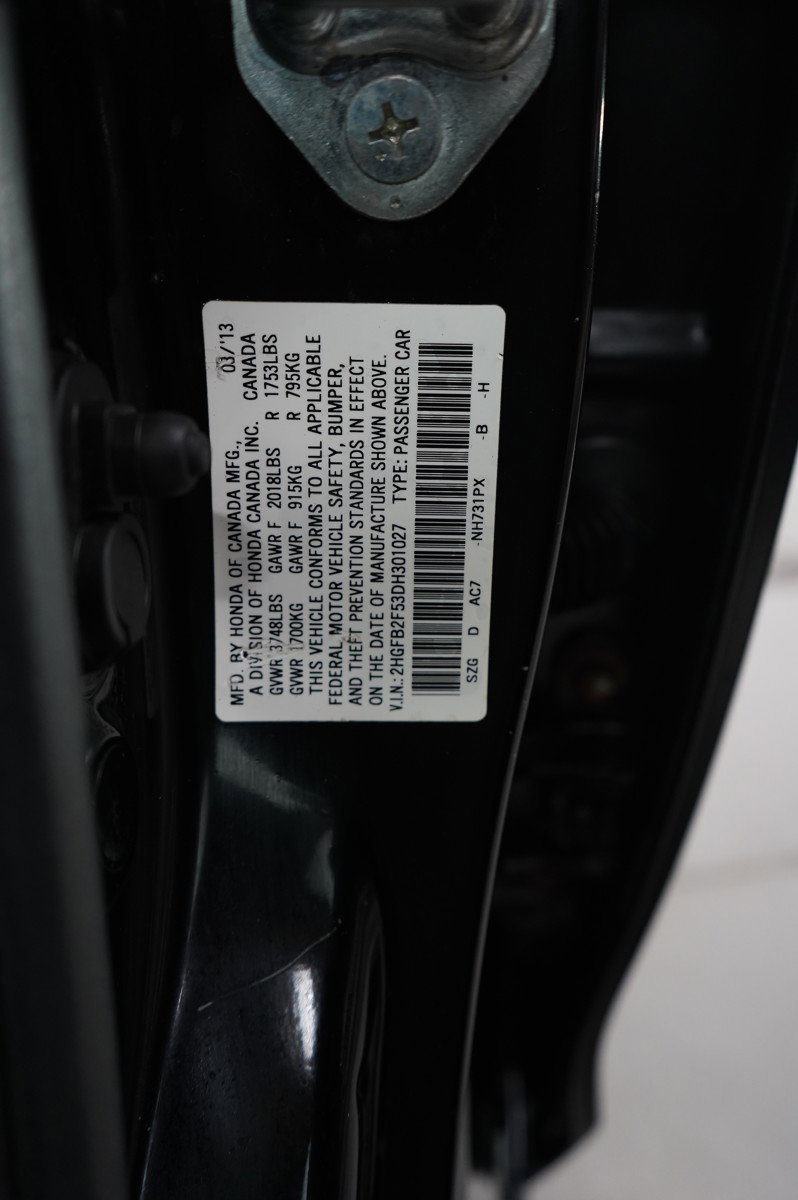 MFD. BY HONDA OF CANADA MFG., 03/'13
A DIVISION OF HONDA CANADA INC. CANADA
GVWR 3748LBS GAWR F 2018LBS R 1753LBS
GVWR 1700KG GAWR F 915KG R 795KG
THIS VEHICLE CONFORMS TO ALL APPLICABLE
FEDERAL MOTOR VEHICLE SAFETY, BUMPER,
AND THEFT PREVENTION STANDARDS IN EFFECT
ON THE DATE OF MANUFACTURE SHOWN ABOVE.
V.I.N.: 2HGFB2F53DH301027 TYPE: PASSENGER CAR
SZG D AC7 -NH731PX -B -H